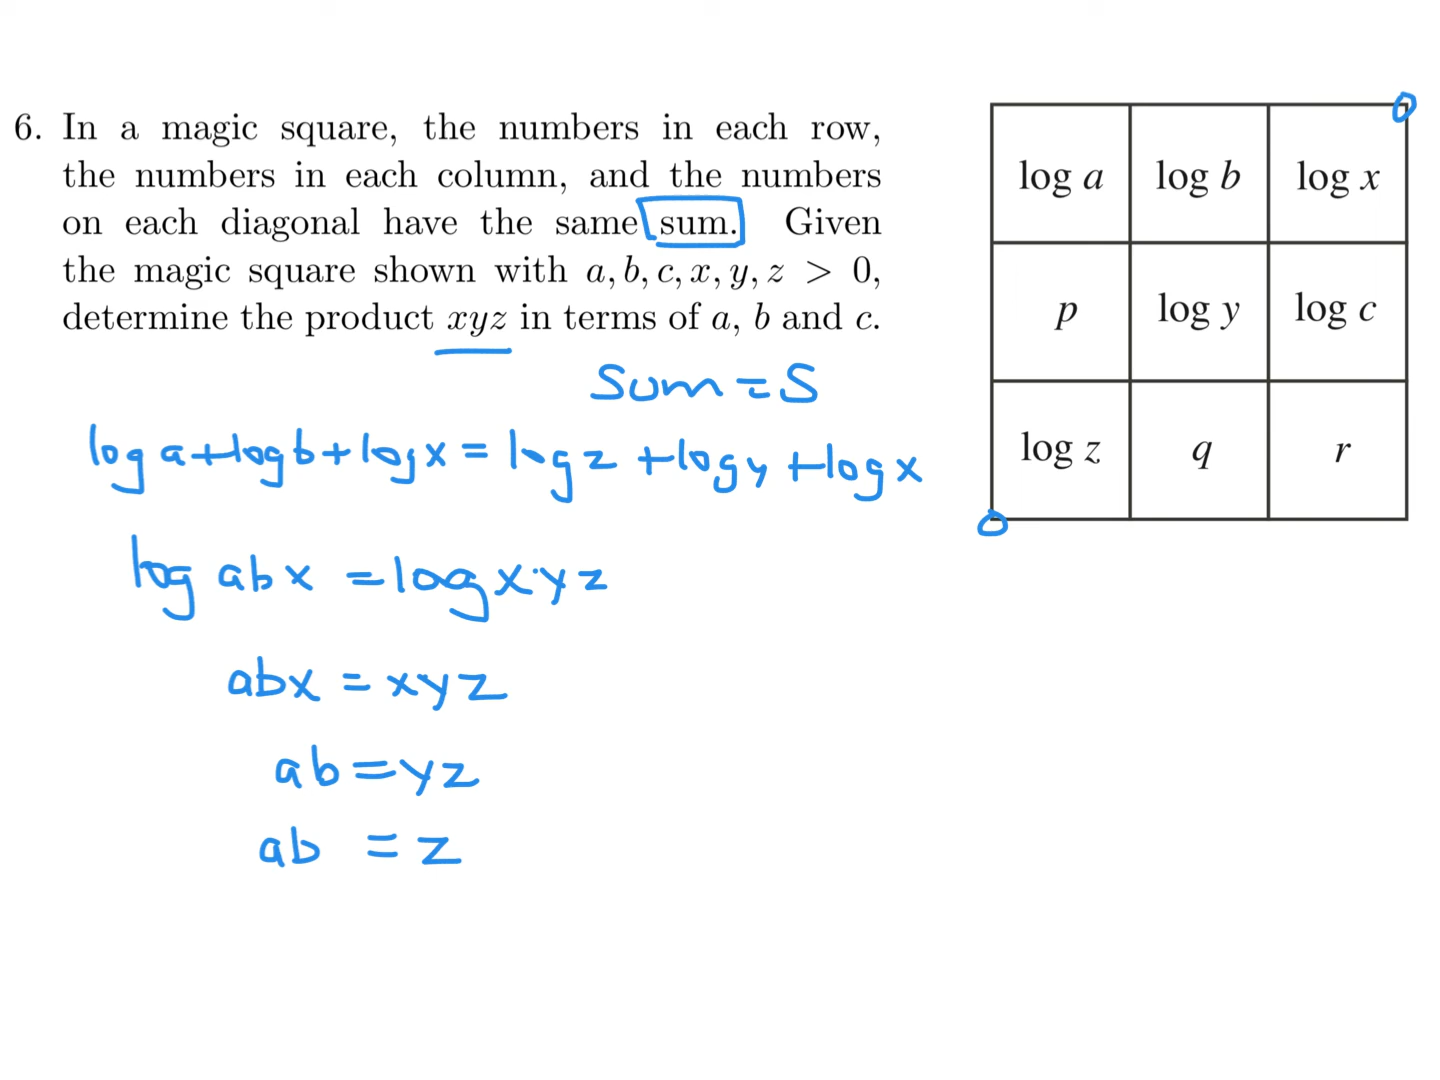 6. In a magic square, the numbers in each row,
the numbers in each column, and the numbers
on each diagonal have the same sum. Given
the magic square shown with a, b, c, x, y, z > 0,
determine the product xyz in terms of a, b and c.
log a log b log x
p log y log c
log z q r
Sum = S
log a + log b + log x = log z + log y + log x
log abx = log x·yz
abx = xyz
ab = yz
ab = z